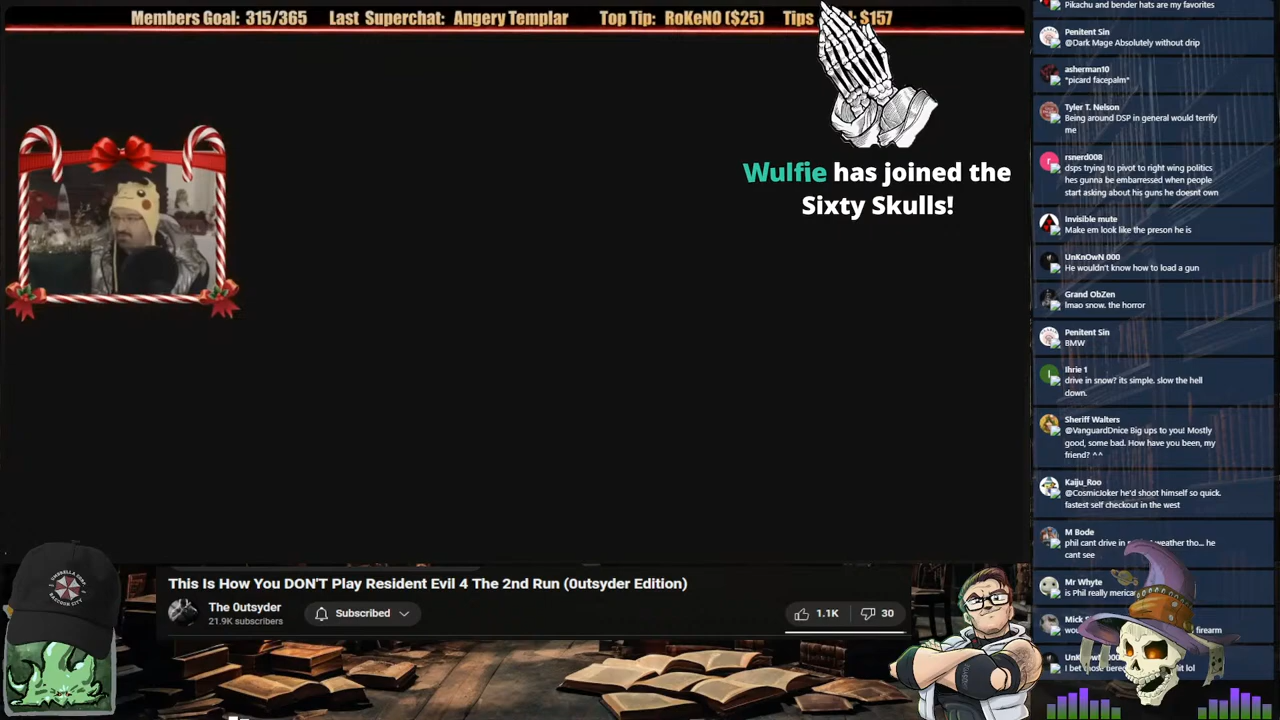 Members Goal: 315/365 Last Superchat: Angery Templar Top Tip: RoKeNO ($25) Tips $157
Wulfie has joined the
Sixty Skulls!
This Is How You DON'T Play Resident Evil 4 The 2nd Run (0utsyder Edition)
The 0utsyder
21.9K subscribers
Subscribed
1.1K
30
UMBRELLA CORP.
RACCOON CITY
Pikachu and bender hats are my favorites
Penitent Sin
@Dark Mage Absolutely without drip
asherman10
*picard facepalm*
Tyler T. Nelson
Being around DSP in general would terrify
me
rsnerd008
dsps trying to pivot to right wing politics
hes gunna be embarressed when people
start asking about his guns he doesnt own
Invisible mute
Make em look like the preson he is
UnKnOwN 000
He wouldn't know how to load a gun
Grand ObZen
lmao snow. the horror
Penitent Sin
BMW
Ihrie 1
drive in snow? its simple. slow the hell
down.
Sheriff Walters
@VanguardDnice Big ups to you! Mostly
good, some bad. How have you been, my
friend? ^^
Kaiju_Roo
@CosmicJoker he'd shoot himself so quick.
fastest self checkout in the west
M Bode
phil cant drive in weather tho... he
cant see
Mr Whyte
is Phil really
Mick
firearm
I bet lol